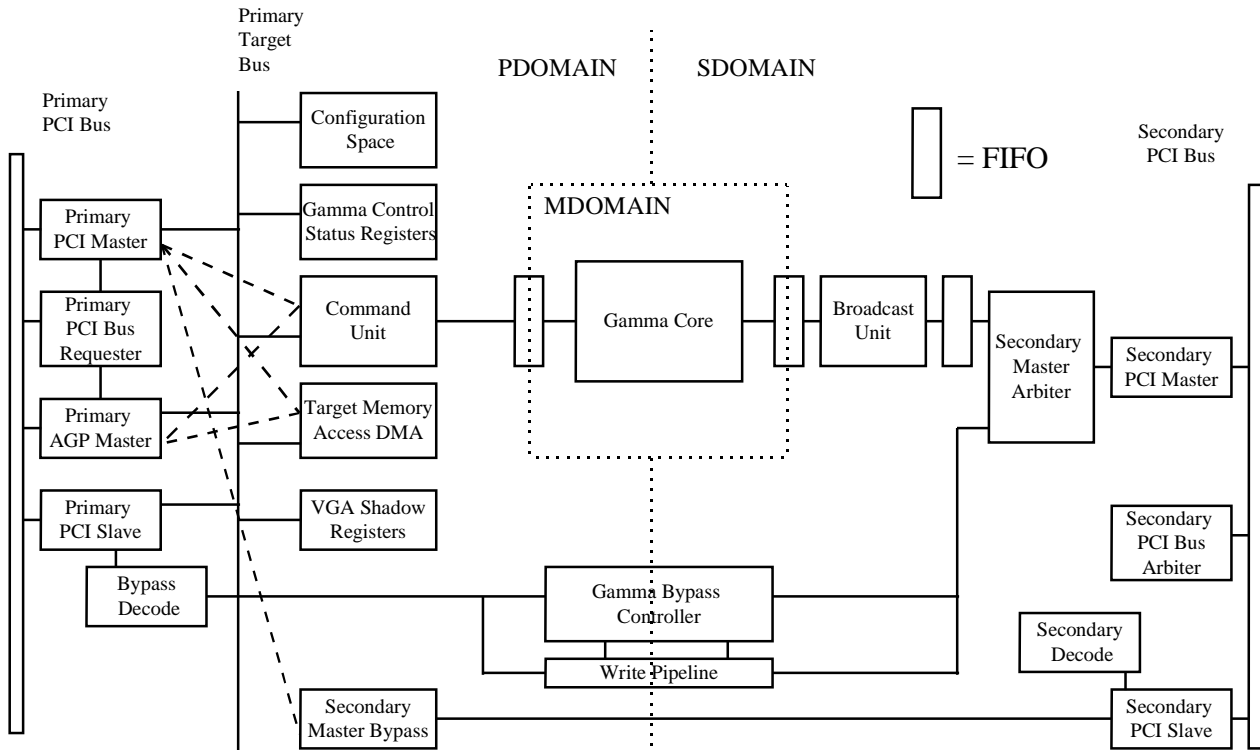 Primary
Target
Bus
PDOMAIN
SDOMAIN
Primary
PCI Bus
Configuration
Space
= FIFO
Secondary
PCI Bus
Primary
PCI Master
Gamma Control
Status Registers
MDOMAIN
Primary
PCI Bus
Requester
Command
Unit
Gamma Core
Broadcast
Unit
Secondary
Master
Arbiter
Secondary
PCI Master
Primary
AGP Master
Target Memory
Access DMA
Primary
PCI Slave
VGA Shadow
Registers
Secondary
PCI Bus
Arbiter
Bypass
Decode
Gamma Bypass
Controller
Write Pipeline
Secondary
Decode
Secondary
Master Bypass
Secondary
PCI Slave